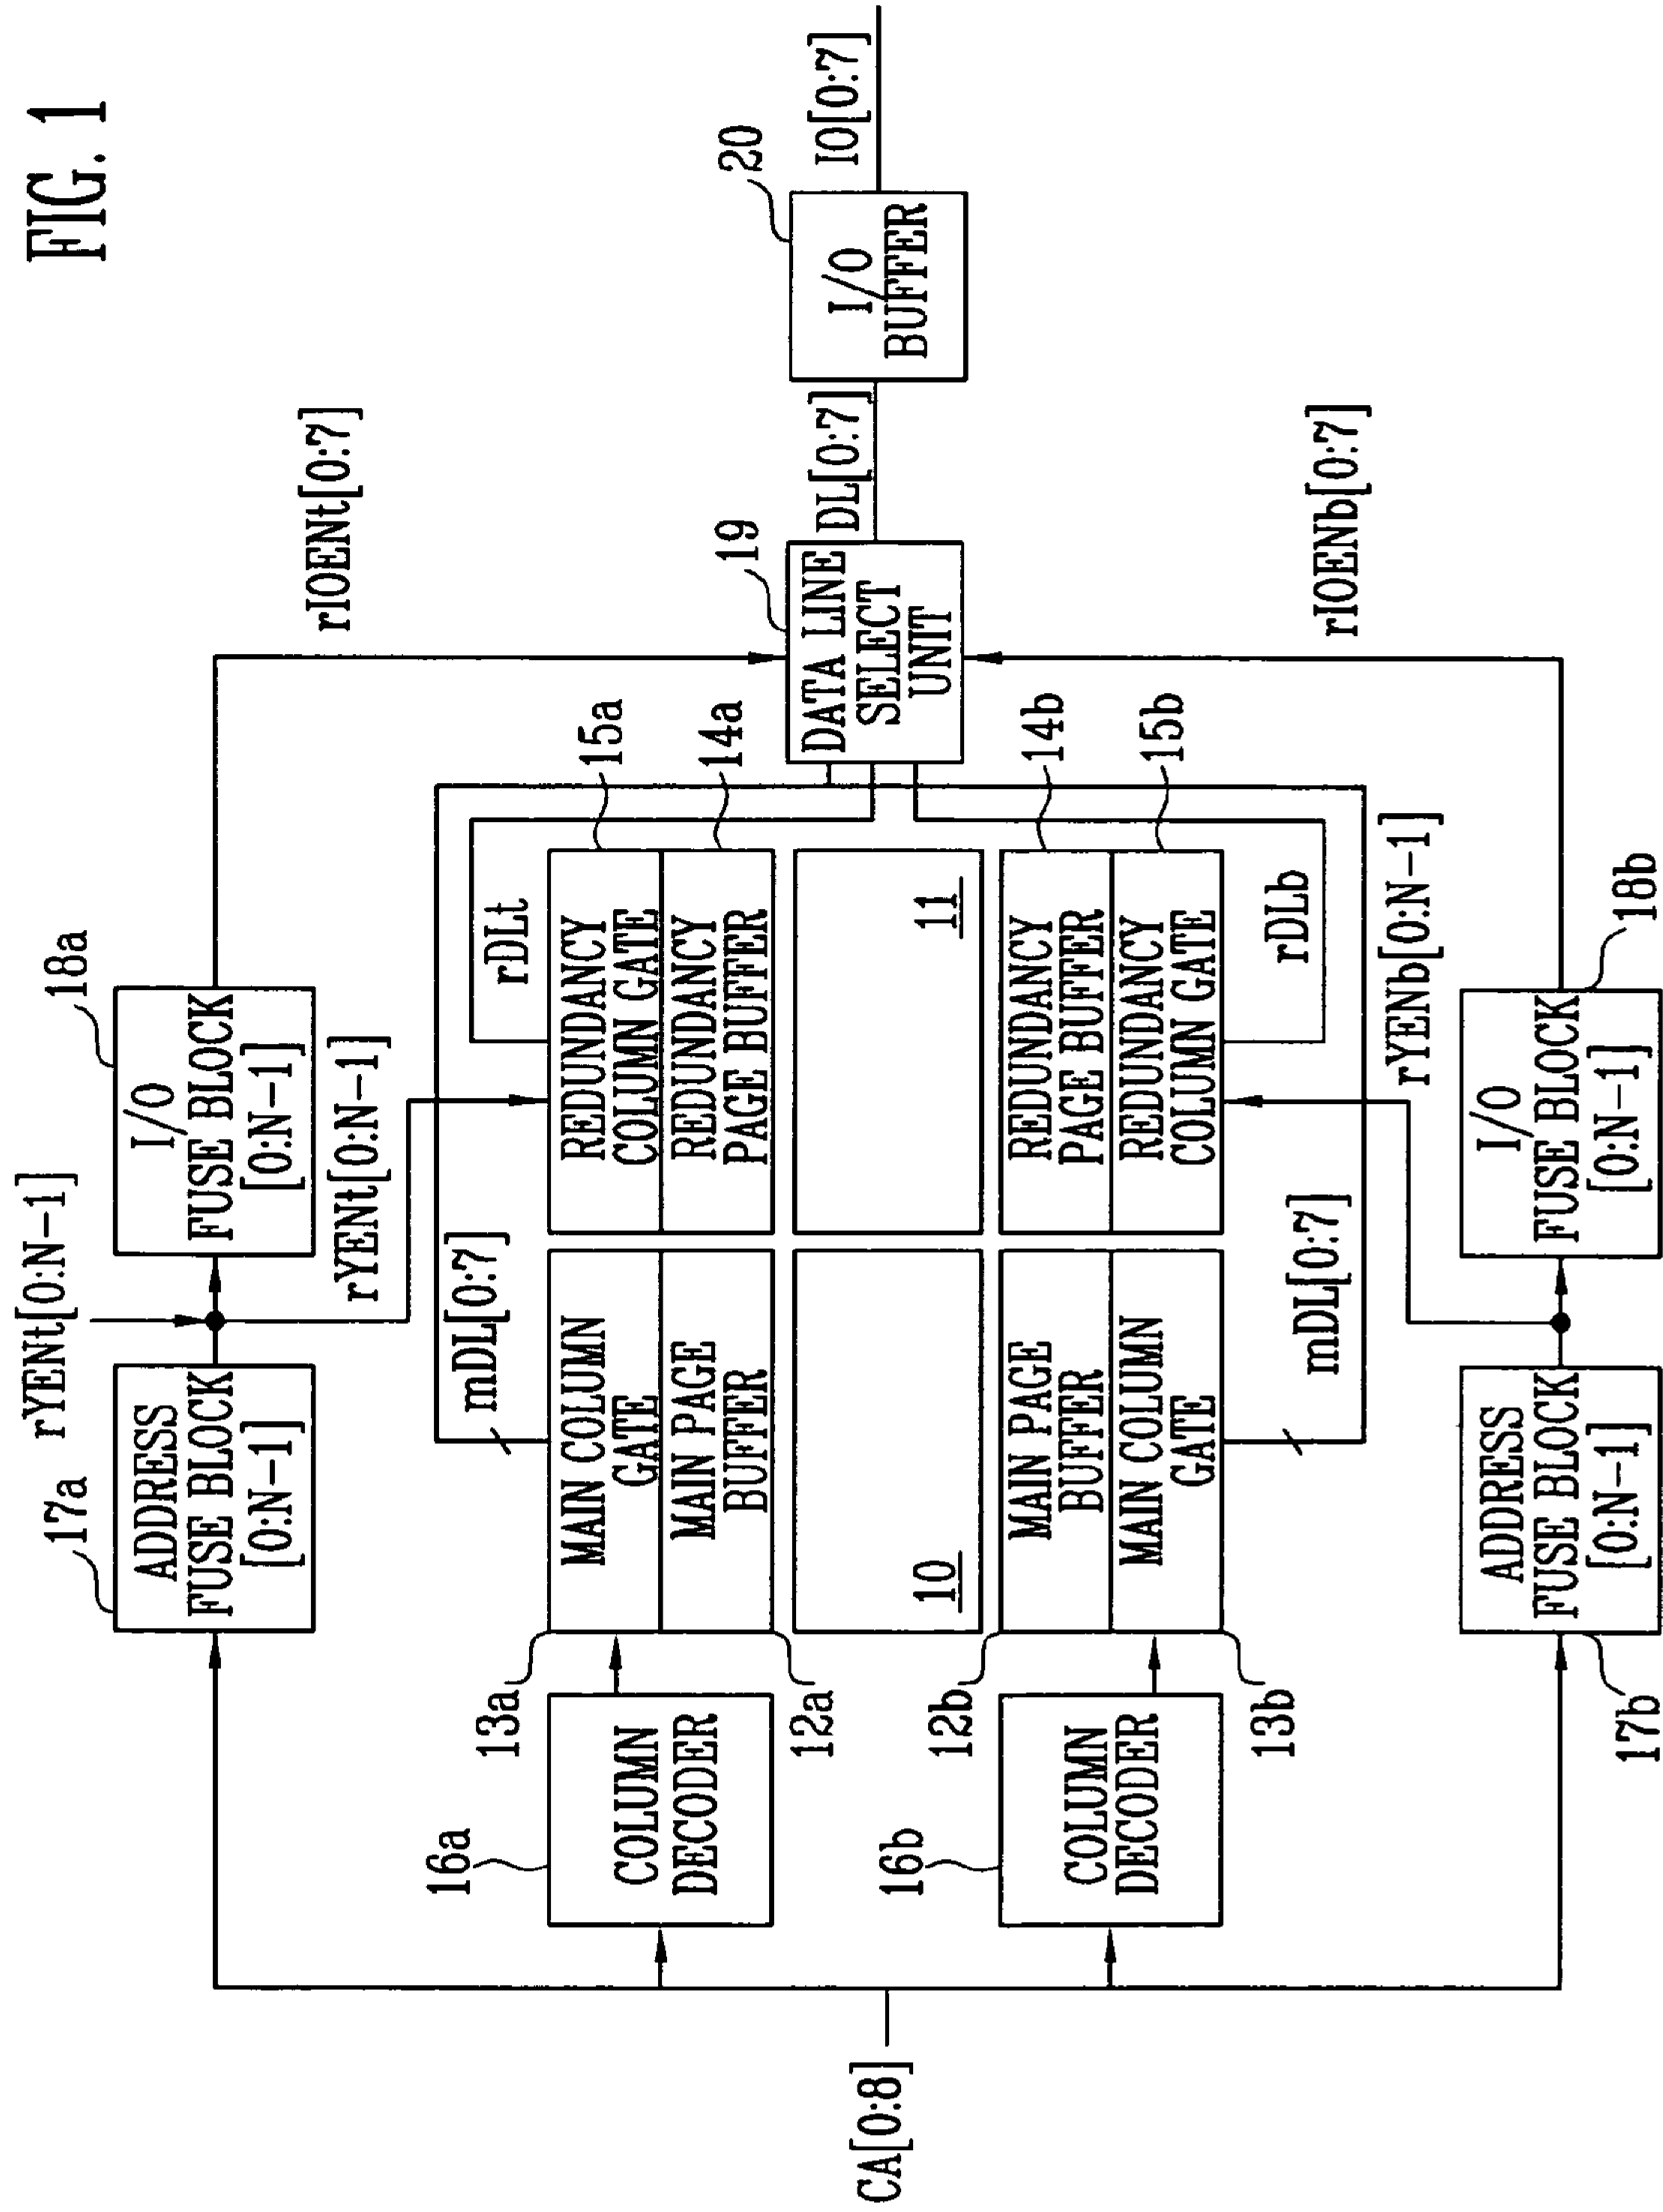 FIG. 1
rYENt[0:N-1]
17a
ADDRESS
FUSE BLOCK
[0:N-1]
18a
I/O
FUSE BLOCK
[0:N-1]
rYENt[0:N-1]
rIOENt[0:7]
mDL[0:7]
rDLt
16a
COLUMN
DECODER
13a
12a
MAIN COLUMN
GATE
MAIN PAGE
BUFFER
REDUNDANCY
COLUMN GATE
REDUNDANCY
PAGE BUFFER
15a
14a
CA[0:8]
10
11
19
DATA LINE
SELECT
UNIT
DL[0:7]
20
I/O
BUFFER
IO[0:7]
16b
COLUMN
DECODER
12b
13b
MAIN PAGE
BUFFER
MAIN COLUMN
GATE
REDUNDANCY
PAGE BUFFER
REDUNDANCY
COLUMN GATE
14b
15b
mDL[0:7]
rDLb
rYENb[0:N-1]
rIOENb[0:7]
17b
ADDRESS
FUSE BLOCK
[0:N-1]
18b
I/O
FUSE BLOCK
[0:N-1]